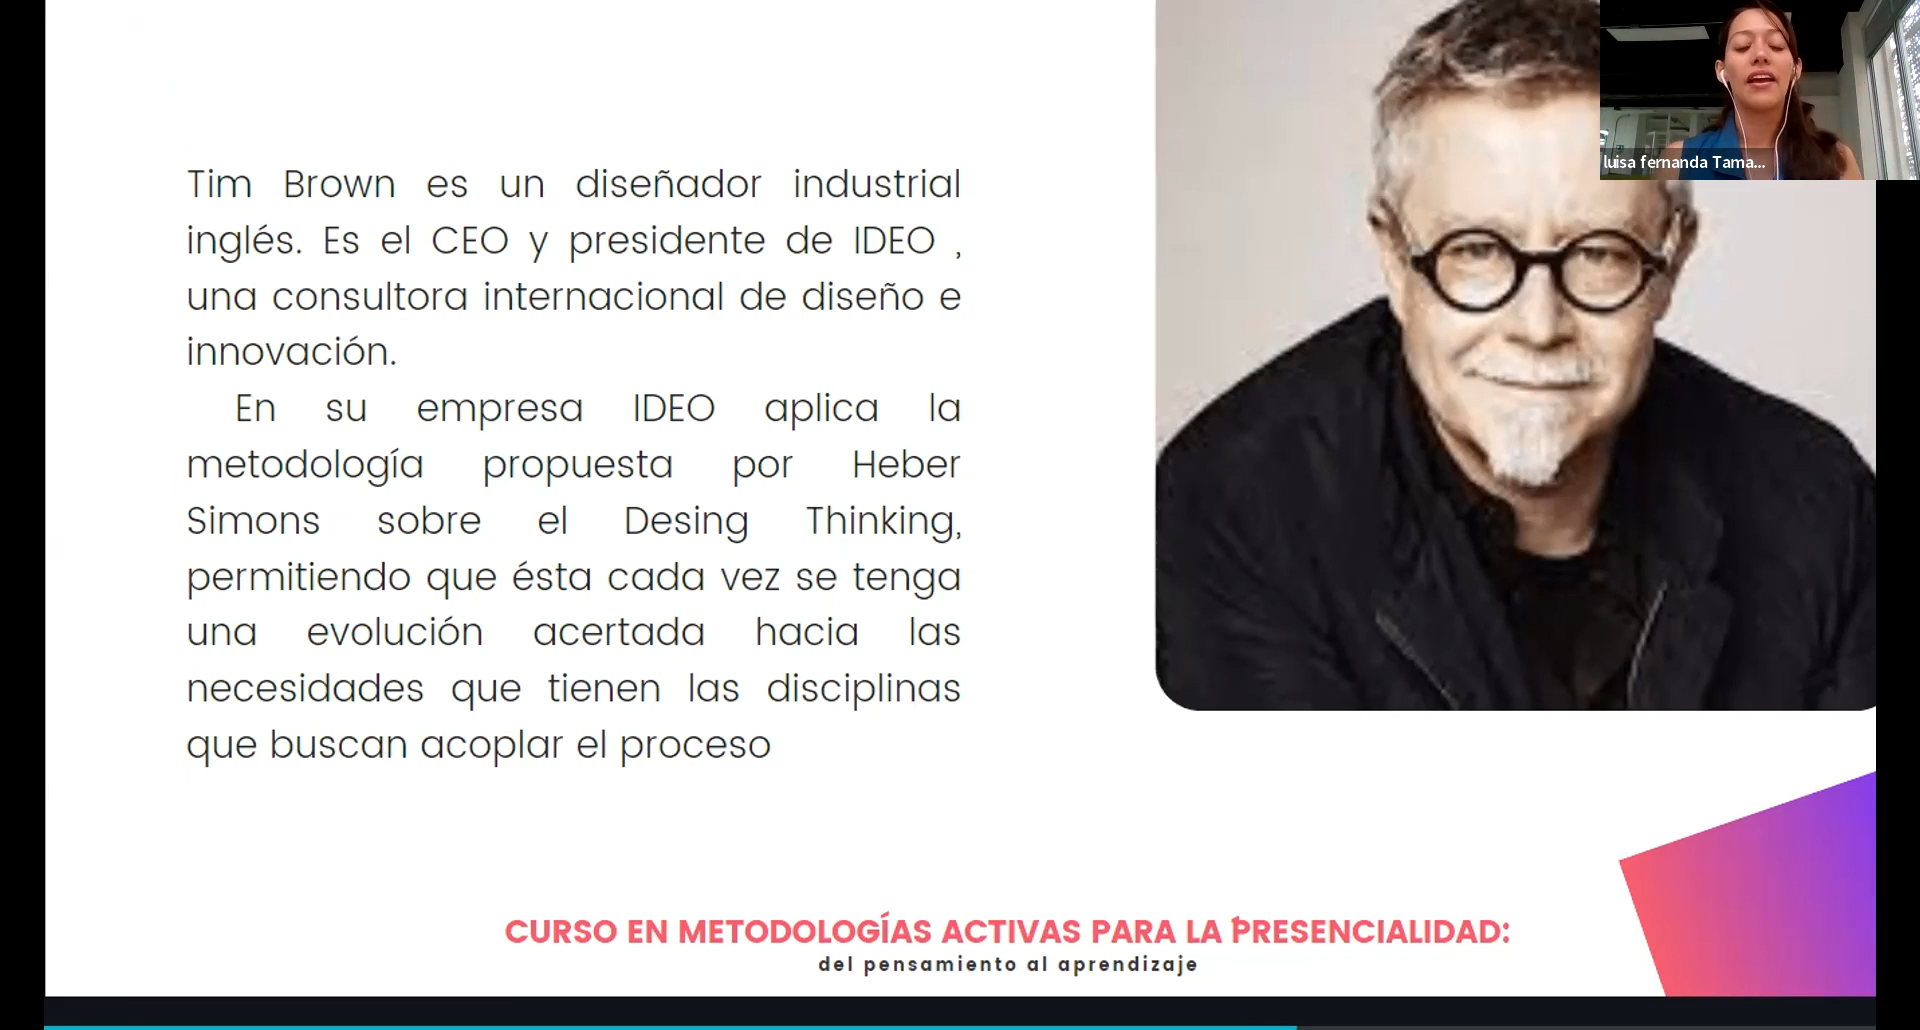 luisa fernanda Tama...
Tim Brown es un diseñador industrial
inglés. Es el CEO y presidente de IDEO ,
una consultora internacional de diseño e
innovación.
En su empresa IDEO aplica la
metodología propuesta por Heber
Simons sobre el Desing Thinking,
permitiendo que ésta cada vez se tenga
una evolución acertada hacia las
necesidades que tienen las disciplinas
que buscan acoplar el proceso
CURSO EN METODOLOGÍAS ACTIVAS PARA LA PRESENCIALIDAD:
del pensamiento al aprendizaje